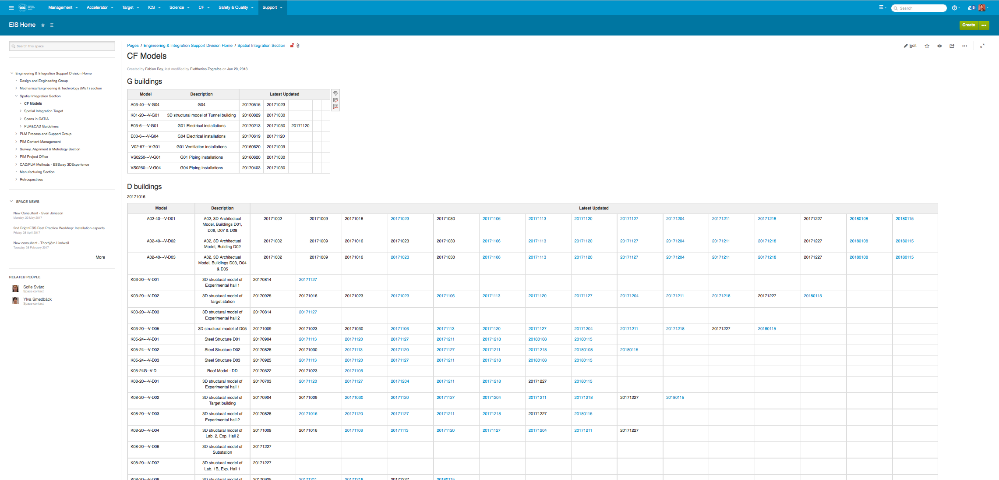 ess EUROPEAN SPALLATION SOURCE Management Accelerator Target ICS Science CF Safety & Quality Support Search 6
EIS Home Create
Search this space
Engineering & Integration Support Division Home
Design and Engineering Group
Mechanical Engineering & Technology (MET) section
Spatial Integration Section
CF Models
Spatial Integration Target
Scans in CATIA
PLM&CAD Guidelines
PLM Process and Support Group
PIM Content Management
Survey, Alignment & Metrology Section
PIM Project Office
CAD/PLM Methods - ESSway 3DExperience
Manufacturing Section
Retrospectives
SPACE NEWS
New Consultant - Sven Jönsson
Monday, 22 May 2017
2nd BrigtnESS Best Practice Workhop: Installation aspects ...
Friday, 28 April 2017
New consultant - Thorbjörn Lindwall
Tuesday, 28 February 2017
More
RELATED PEOPLE
Sofie Svärd
Space contact
Ylva Smedbäck
Space contact
Pages / Engineering & Integration Support Division Home / Spatial Integration Section
Edit
CF Models
Created by Fabien Rey, last modified by Eleftherios Zografos on Jan 20, 2018
G buildings
Model Description Latest Updated
A03-40---V-G04 G04 20170515 20171023
K01-20---V-G01 3D structural model of Tunnel building 20160829 20171030
E03-6----V-G01 G01 Electrical installations 20170213 20171030 20171120
E03-6----V-G04 G04 Electrical installations 20170619 20171120
V02-57---V-G01 G01 Ventilation installations 20160620 20171009
VS0250---V-G01 G01 Piping installations 20160620 20171030
VS0250---V-G04 G04 Piping installations 20170403 20171030
D buildings
20171016
Model Description Latest Updated
A02-40---V-D01 A02, 3D Architectual 20171002 20171009 20171016 20171023 20171030 20171106 20171113 20171120 20171127 20171204 20171211 20171218 20171227 20180108 20180115
Model, Buildings D01,
D06, D07 & D08
A02-40---V-D02 A02, 3D Architectual 20171002 20171009 20171016 20171023 20171030 20171106 20171113 20171120 20171127 20171204 20171211 20171218 20171227 20180108 20180115
Model, Building D02
A02-40---V-D03 A02, 3D Architectual 20171002 20171009 20171016 20171023 20171030 20171106 20171113 20171120 20171127 20171204 20171211 20171218 20171227 20180108 20180115
Model, Buildings D03, D04
& D05
K03-20---V-D01 3D structural model of 20170814 20171127
Experimental hall 1
K03-20---V-D02 3D structural model of 20170925 20171016 20171023 20171023 20171106 20171113 20171120 20171127 20171204 20171211 20171218 20171227 20180115
Target station
K03-20---V-D03 3D structural model of 20170814 20171127
Experimental hall 2
K03-20---V-D05 3D structural model of D05 20171009 20171023 20171030 20171106 20171113 20171120 20171127 20171204 20171211 20171218 20171227 20180115
K05-24---V-D01 Steel Structure D01 20170904 20171113 20171120 20171127 20171211 20171218 20180108 20180115
K05-24---V-D02 Steel Structure D02 20170828 20171030 20171113 20171120 20171127 20171211 20171218 20180108 20180115
K05-24---V-D03 Steel Structure D03 20170925 20171113 20171120 20171127 20171211 20171218 20180108 20180115
K05-24G--V-D Roof Model - DD 20170522 20171023 20171106
K08-20---V-D01 3D structural model of 20170703 20171120 20171127 20171204 20171211 20171218 20171227 20180115
Experimental hall 1
K08-20---V-D02 3D structural model of 20170904 20171009 20171030 20171120 20171127 20171204 20171211 20171218 20171227 20180115
Target building
K08-20---V-D03 3D structural model of 20170828 20171016 20171120 20171127 20171211 20171218 20171227 20180115
Experimental hall 2
K08-20---V-D04 3D structural model of 20171009 20171016 20171106 20171113 20171120 20171127 20171204 20171211 20171227
Lab. 2, Exp. Hall 2
K08-20---V-D06 3D structural model of 20171227
Substation
K08-20---V-D07 3D structural model of 20171227
Lab. 1B, Exp. Hall 1
K08-20---V-D08 3D structural model of 20170925 20171211 20171218 20171227 20180115